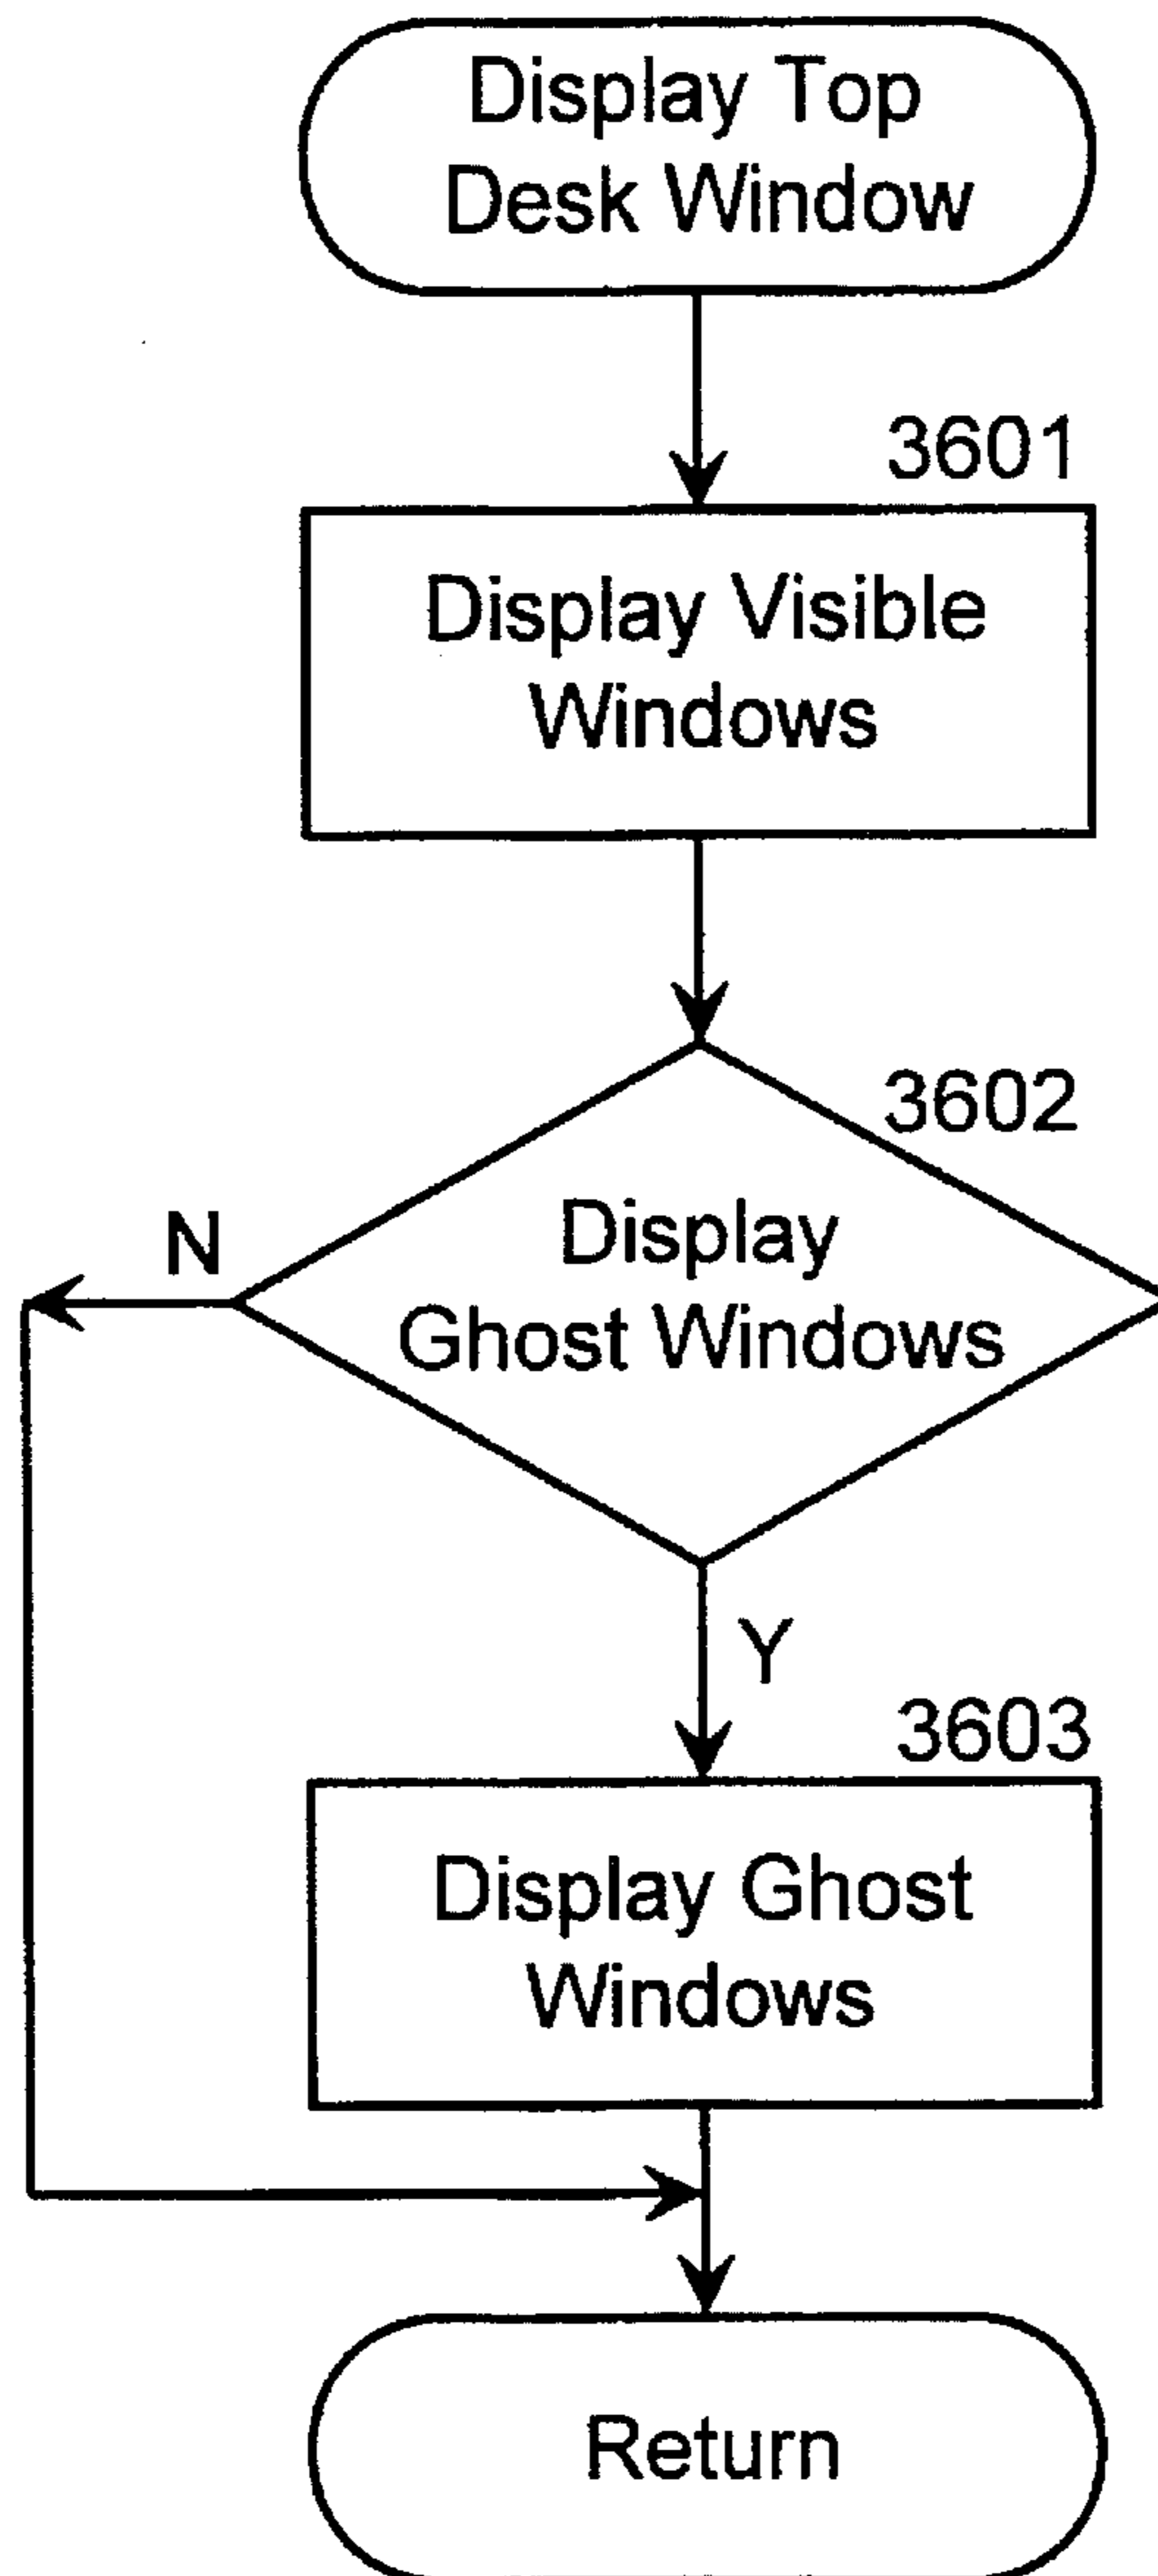 Display Top
Desk Window
3601
Display Visible
Windows
3602
N
Display
Ghost Windows
Y
3603
Display Ghost
Windows
Return